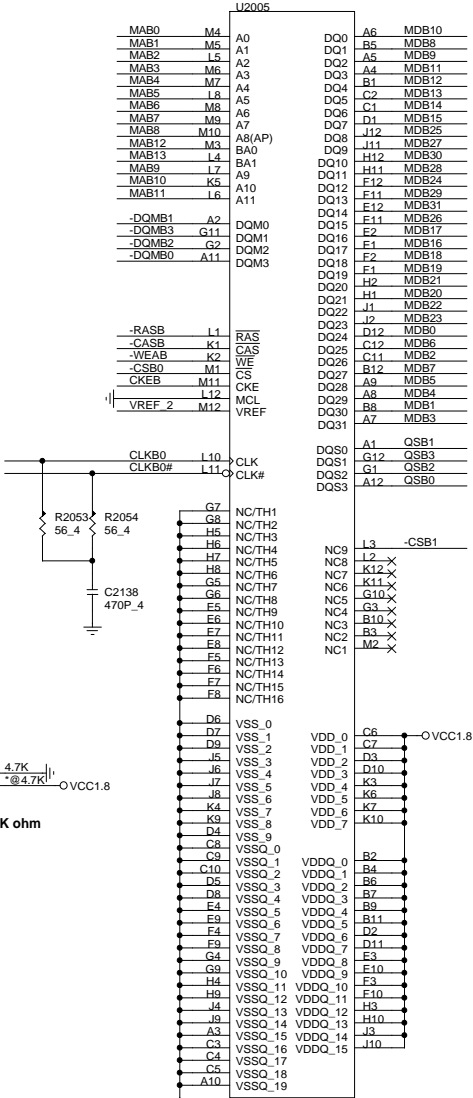 U2005
MAB0 M4 A0 DQ0 A6 MDB10
MAB1 M5 A1 DQ1 B5 MDB8
MAB2 L5 A2 DQ2 A5 MDB9
MAB3 M6 A3 DQ3 A4 MDB11
MAB4 M7 A4 DQ4 B1 MDB12
MAB5 L8 A5 DQ5 C2 MDB13
MAB6 M8 A6 DQ6 C1 MDB14
MAB7 M9 A7 DQ7 D1 MDB15
MAB8 M10 A8(AP) DQ8 J12 MDB25
MAB12 M3 BA0 DQ9 J11 MDB27
MAB13 L4 BA1 DQ10 H12 MDB30
MAB9 L7 A9 DQ11 H11 MDB28
MAB10 K5 A10 DQ12 F12 MDB24
MAB11 L6 A11 DQ13 F11 MDB29
DQ14 E12 MDB31
-DQMB1 A2 DQM0 DQ15 E11 MDB26
-DQMB3 G11 DQM1 DQ16 E2 MDB17
-DQMB2 G2 DQM2 DQ17 E1 MDB16
-DQMB0 A11 DQM3 DQ18 F2 MDB18
DQ19 F1 MDB19
DQ20 H2 MDB21
DQ21 H1 MDB20
DQ22 J1 MDB22
DQ23 J2 MDB23
-RASB L1 RAS DQ24 D12 MDB0
-CASB K1 CAS DQ25 C12 MDB6
-WEAB K2 WE DQ26 C11 MDB2
-CSB0 M1 CS DQ27 B12 MDB7
CKEB M11 CKE DQ28 A9 MDB5
L12 MCL DQ29 A8 MDB4
VREF_2 M12 VREF DQ30 B8 MDB1
DQ31 A7 MDB3
DQS0 A1 QSB1
CLKB0 L10 CLK DQS1 G12 QSB3
CLKB0# L11 CLK# DQS2 G1 QSB2
DQS3 A12 QSB0
G7 NC/TH1
G8 NC/TH2
R2053 R2054 H5 NC/TH3
56_4 56_4 H6 NC/TH4 NC9 L3 -CSB1
H7 NC/TH5 NC8 L2
H8 NC/TH6 NC7 K12
G5 NC/TH7 NC6 K11
C2138 G6 NC/TH8 NC5 G10
470P_4 E5 NC/TH9 NC4 G3
E6 NC/TH10 NC3 B10
E7 NC/TH11 NC2 B3
E8 NC/TH12 NC1 M2
F5 NC/TH13
F6 NC/TH14
F7 NC/TH15
F8 NC/TH16
D6 VSS_0
D7 VSS_1 VDD_0 C6 VCC1.8
D9 VSS_2 VDD_1 C7
J5 VSS_3 VDD_2 D3
4.7K J6 VSS_4 VDD_3 D10
*@4.7K VCC1.8 J7 VSS_5 VDD_4 K3
J8 VSS_6 VDD_5 K6
K4 VSS_7 VDD_6 K7
K ohm K9 VSS_8 VDD_7 K10
D4 VSS_9
C8 VSSQ_0
C9 VSSQ_1 VDDQ_0 B2
C10 VSSQ_2 VDDQ_1 B4
D5 VSSQ_3 VDDQ_2 B6
D8 VSSQ_4 VDDQ_3 B7
E4 VSSQ_5 VDDQ_4 B9
E9 VSSQ_6 VDDQ_5 B11
F4 VSSQ_7 VDDQ_6 D2
F9 VSSQ_8 VDDQ_7 D11
G4 VSSQ_9 VDDQ_8 E3
G9 VSSQ_10 VDDQ_9 E10
H4 VSSQ_11 VDDQ_10 F3
H9 VSSQ_12 VDDQ_11 F10
J4 VSSQ_13 VDDQ_12 H3
J9 VSSQ_14 VDDQ_13 H10
A3 VSSQ_15 VDDQ_14 J3
C3 VSSQ_16 VDDQ_15 J10
C4 VSSQ_17
C5 VSSQ_18
A10 VSSQ_19